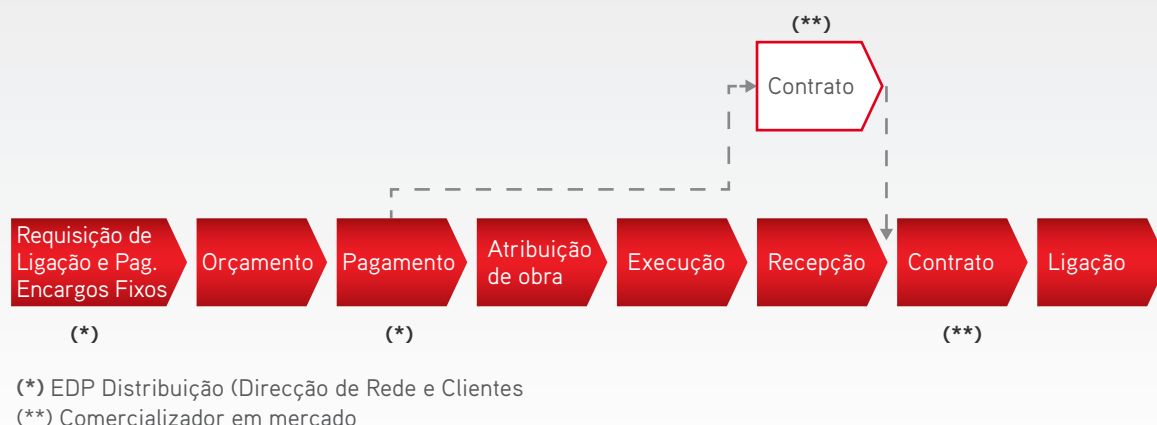 (**)
Contrato
Requisição de
Ligação e Pag.
Encargos Fixos
Orçamento
Pagamento
Atribuição
de obra
Execução
Recepção
Contrato
Ligação
(*)
(*)
(**)
(*) EDP Distribuição (Direcção de Rede e Clientes
(**) Comercializador em mercado